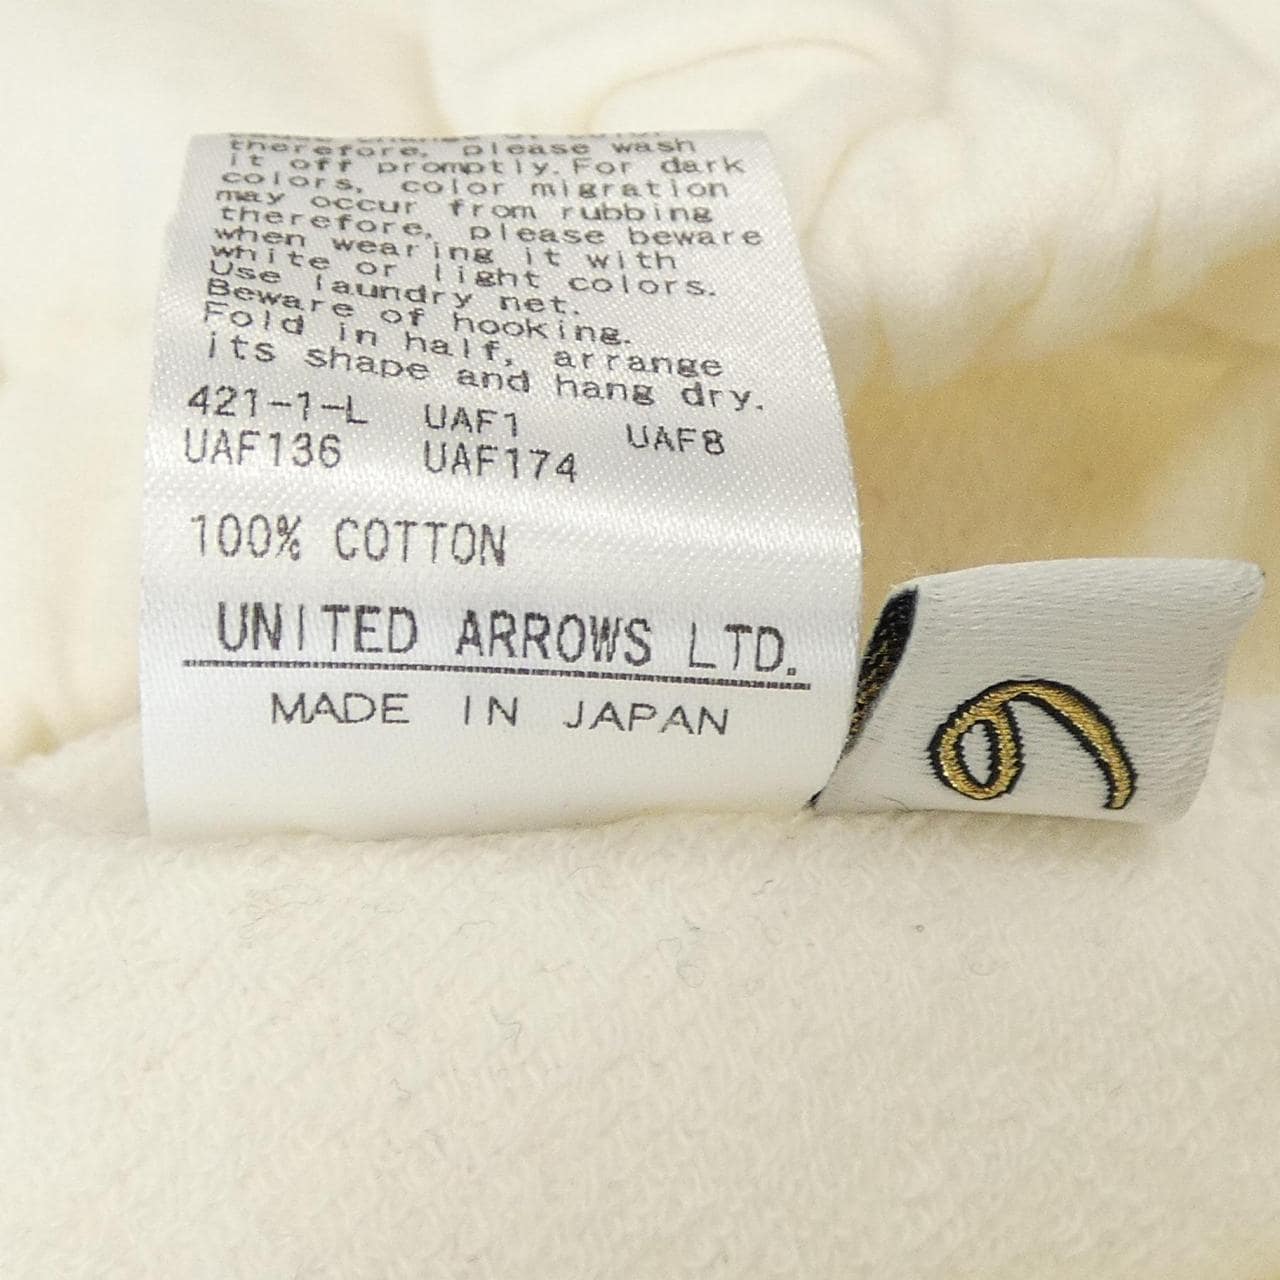 therefore, please wash
it off promptly. For dark
colors, color migration
may occur from rubbing
therefore, please beware
when wearing it with
white or light colors.
Use laundry net.
Beware of hooking.
Fold in half, arrange
its shape and hang dry.
421-1-L UAF1 UAF8
UAF136 UAF174
100% COTTON
UNITED ARROWS LTD.
MADE IN JAPAN